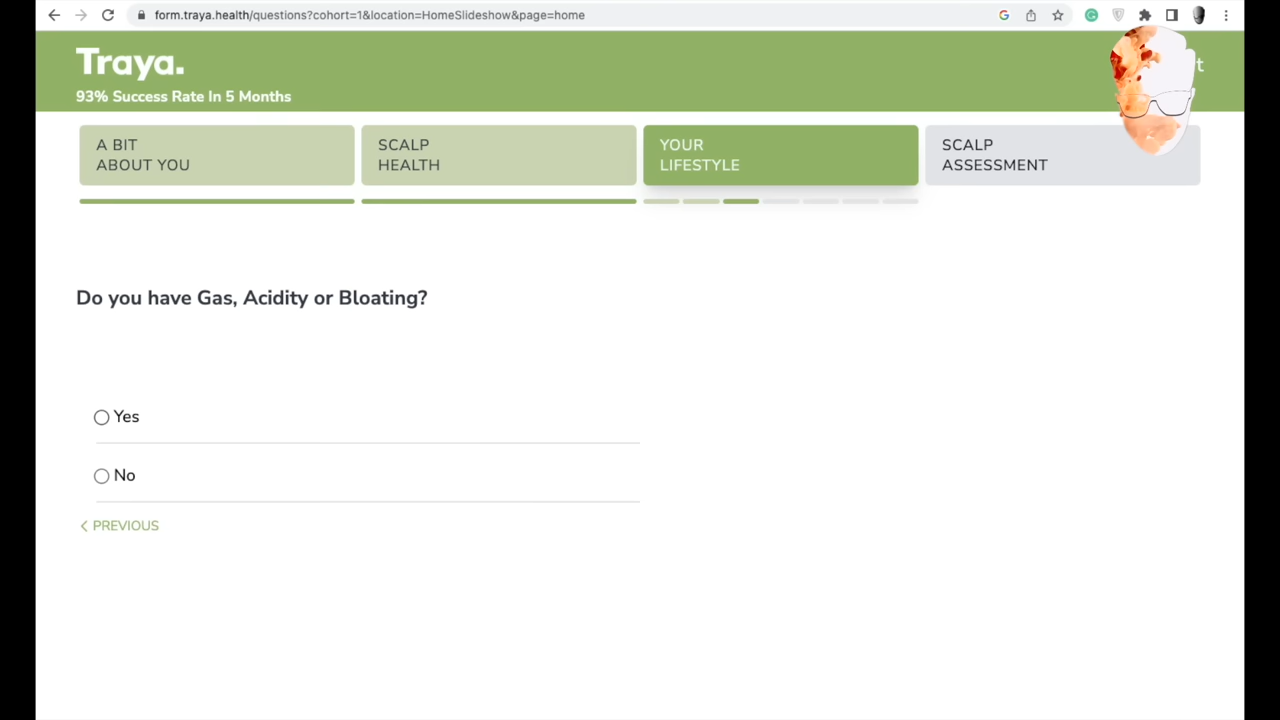 form.traya.health/questions?cohort=1&location=HomeSlideshow&page=home
Traya.
93% Success Rate In 5 Months
A BIT
ABOUT YOU
SCALP
HEALTH
YOUR
LIFESTYLE
SCALP
ASSESSMENT
Do you have Gas, Acidity or Bloating?
Yes
No
< PREVIOUS